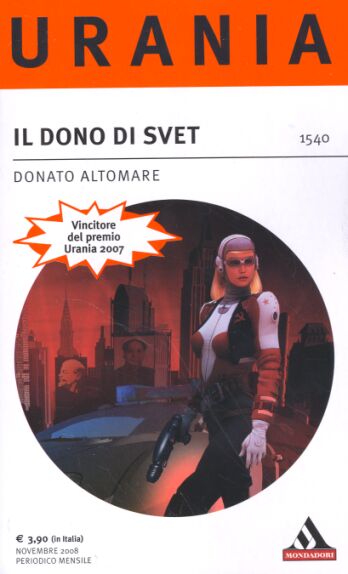 URANIA
IL DONO DI SVET
1540
DONATO ALTOMARE
Vincitore
del premio
Urania 2007
€ 3,90 (in Italia)
NOVEMBRE 2008
PERIODICO MENSILE
MONDADORI